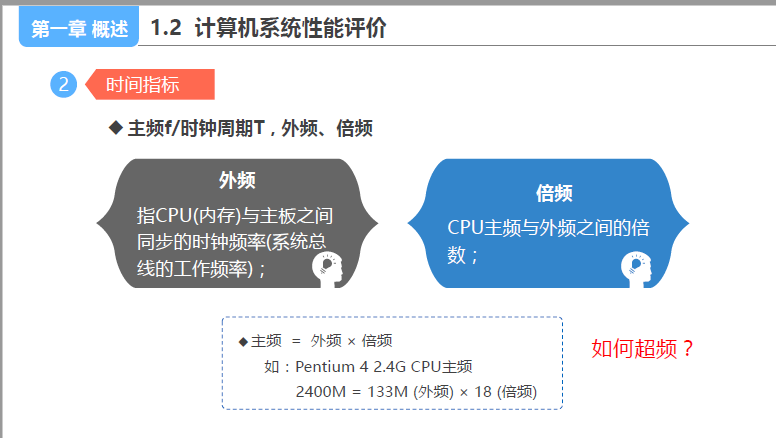 第一章 概述
1.2 计算机系统性能评价
2
时间指标
◆ 主频f/时钟周期T，外频、倍频
外频
指CPU(内存)与主板之间
同步的时钟频率(系统总
线的工作频率)；
倍频
CPU主频与外频之间的倍
数；
◆主频 = 外频 × 倍频
如：Pentium 4 2.4G CPU主频
2400M = 133M (外频) × 18 (倍频)
如何超频？